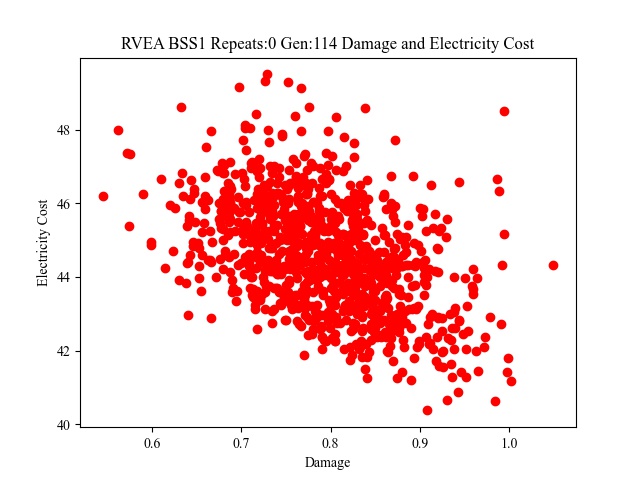 RVEA BSS1 Repeats:0 Gen:114 Damage and Electricity Cost
48
46
44
42
40
Electricity Cost
0.6 0.7 0.8 0.9 1.0
Damage